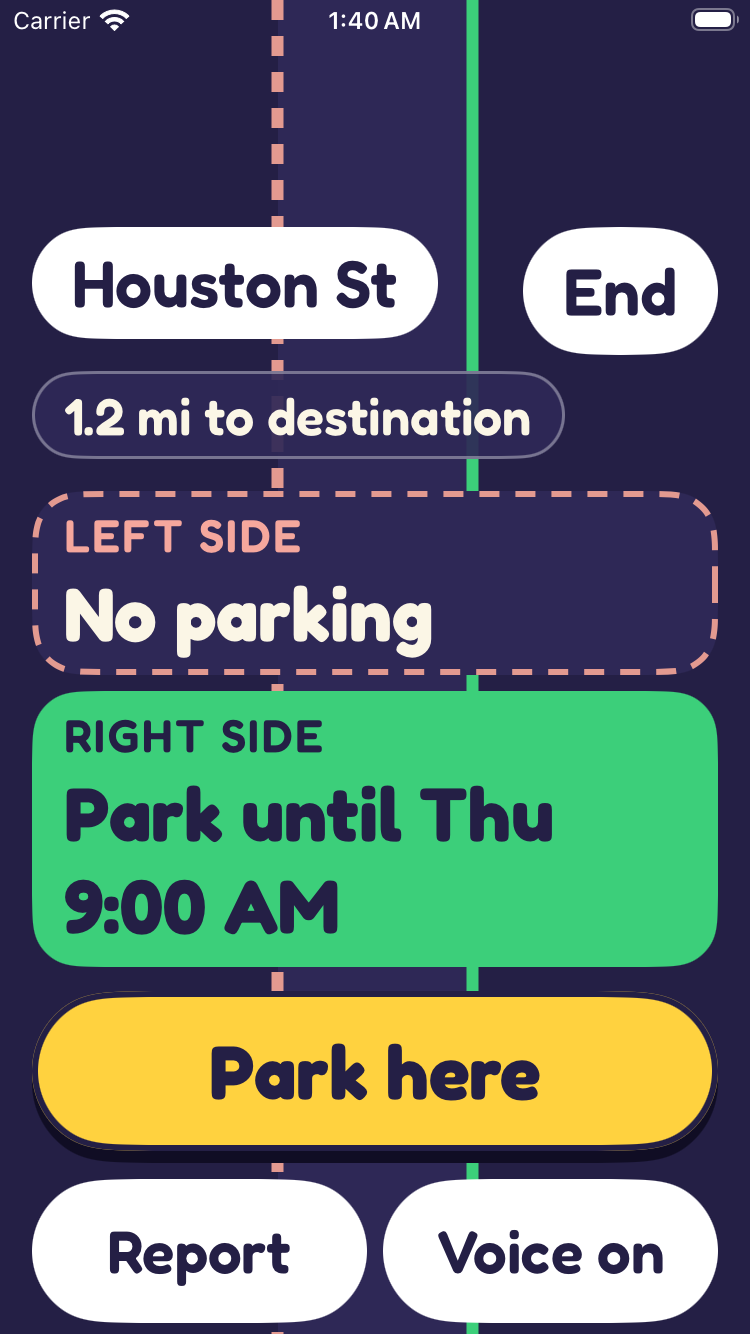 Carrier 1:40 AM
Houston St
End
1.2 mi to destination
LEFT SIDE
No parking
RIGHT SIDE
Park until Thu
9:00 AM
Park here
Report
Voice on